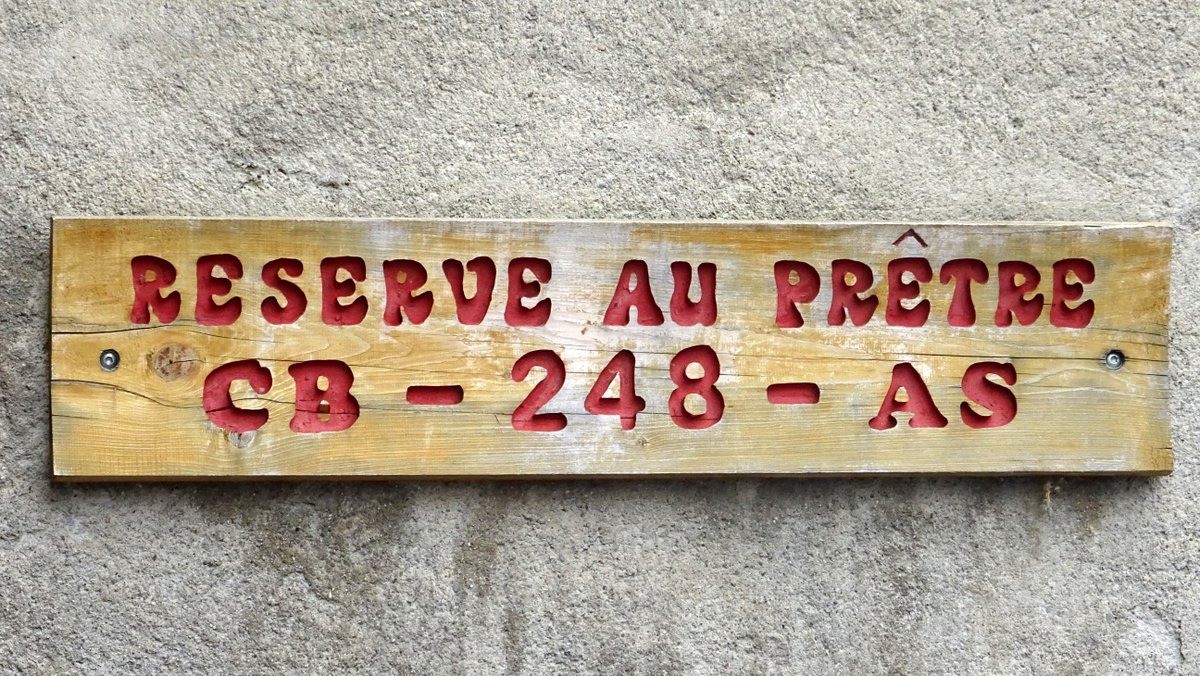 RESERVE AU PRÊTRE
CB - 248 - AS